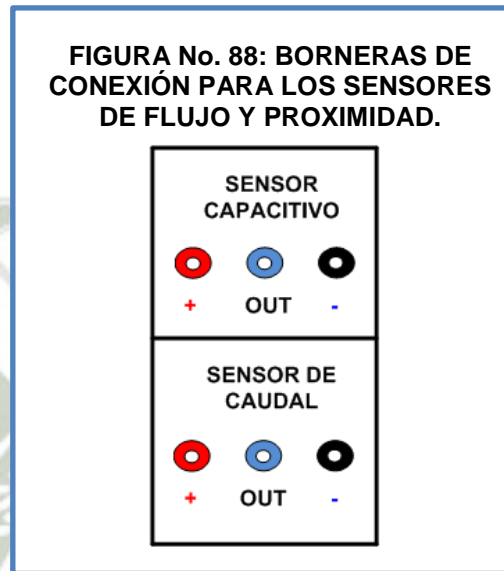 FIGURA No. 88: BORNERAS DE
CONEXIÓN PARA LOS SENSORES
DE FLUJO Y PROXIMIDAD.
SENSOR
CAPACITIVO
+ OUT -
SENSOR DE
CAUDAL
+ OUT -